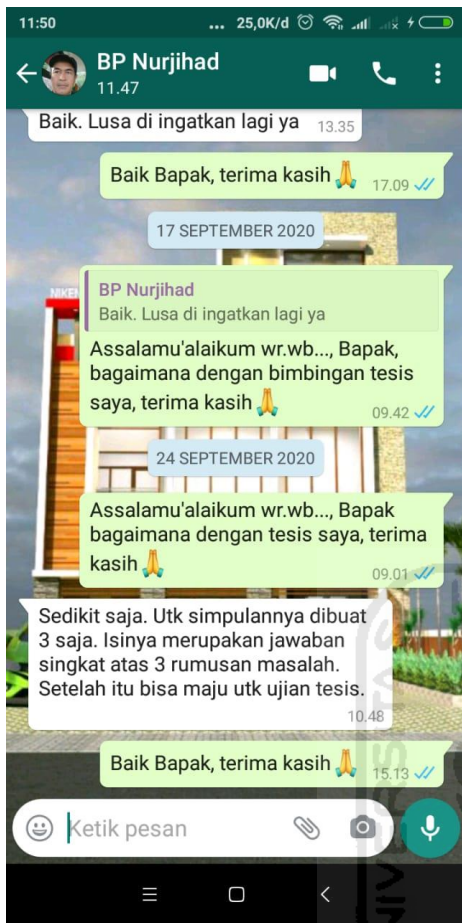 11:50
... 25,0K/d
BP Nurjihad
11.47
Baik. Lusa di ingatkan lagi ya 13.35
Baik Bapak, terima kasih🙏 17.09
17 SEPTEMBER 2020
NIKEN
BP Nurjihad
Baik. Lusa di ingatkan lagi ya
Assalamu'alaikum wr.wb..., Bapak,
bagaimana dengan bimbingan tesis
saya, terima kasih🙏
09.42
24 SEPTEMBER 2020
Assalamu'alaikum wr.wb..., Bapak
bagaimana dengan tesis saya, terima
kasih🙏
09.01
Sedikit saja. Utk simpulannya dibuat
3 saja. Isinya merupakan jawaban
singkat atas 3 rumusan masalah.
Setelah itu bisa maju utk ujian tesis.
10.48
Baik Bapak, terima kasih🙏 15.13
Ketik pesan